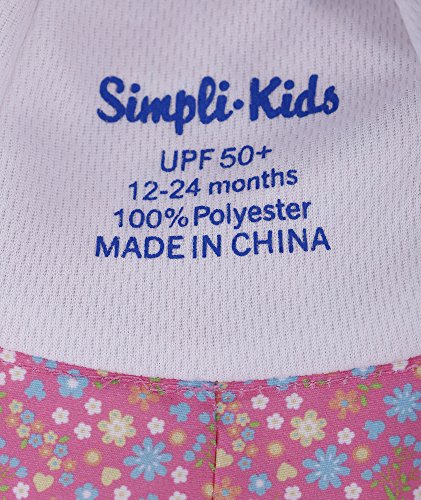 Simpli·Kids
UPF 50+
12-24 months
100% Polyester
MADE IN CHINA